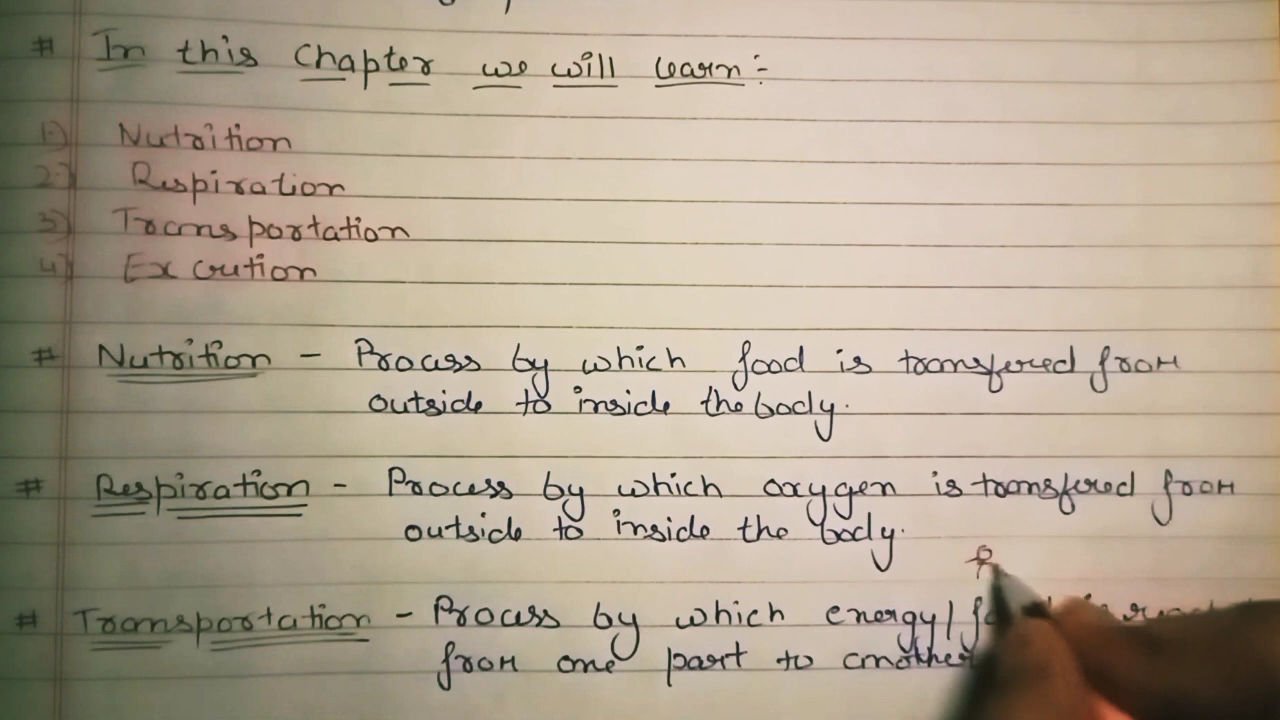 # In this Chapter we will learn :-
1.) Nutrition
2.) Respiration
3.) Transportation
4.) Excrution
# Nutrition - Process by which food is transfered from
outside to inside the body.
# Respiration - Process by which oxygen is transfered from
outside to inside the body.
# Transportation - Process by which energy/
from one part to another